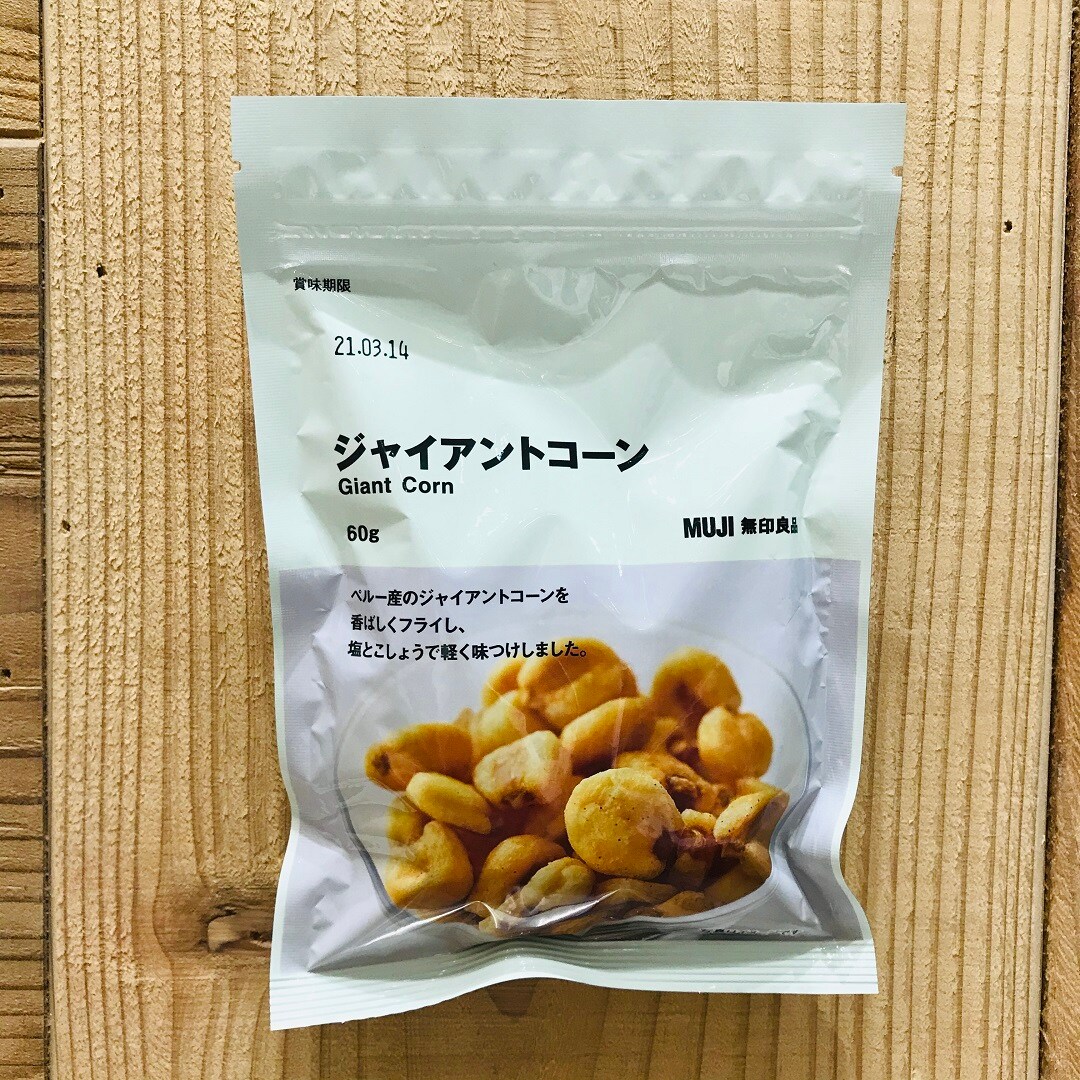 賞味期限
21.03.14
ジャイアントコーン
Giant Corn
60g
MUJI 無印良品
ペルー産のジャイアントコーンを
香ばしくフライし、
塩とこしょうで軽く味つけしました。